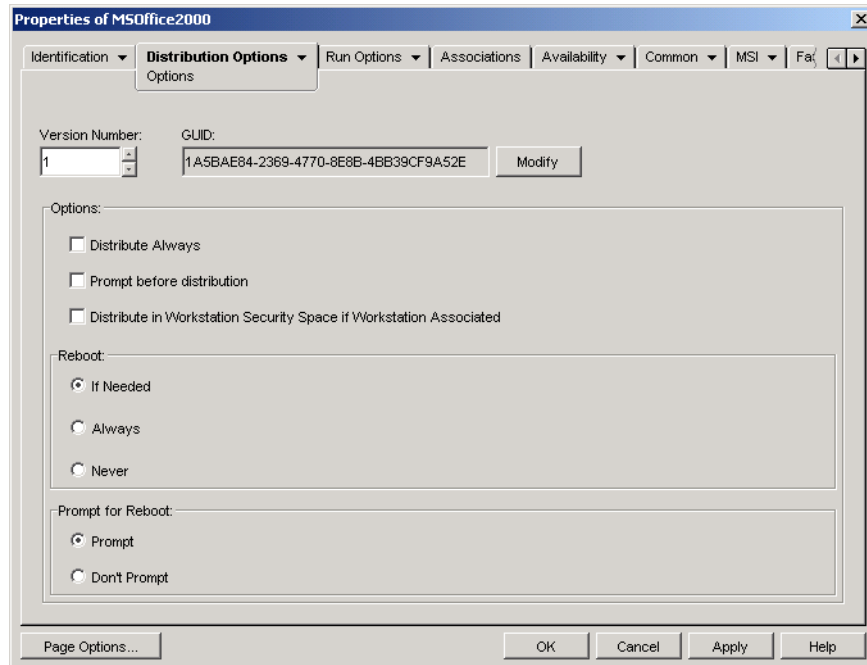 Properties of MSOffice2000
Identification Distribution Options Run Options Associations Availability Common MSI
Options
Version Number: GUID:
1 1A5BAE84-2369-4770-8E8B-4BB39CF9A52E Modify
Options:
Distribute Always
Prompt before distribution
Distribute in Workstation Security Space if Workstation Associated
Reboot:
If Needed
Always
Never
Prompt for Reboot:
Prompt
Don't Prompt
Page Options... OK Cancel Apply Help